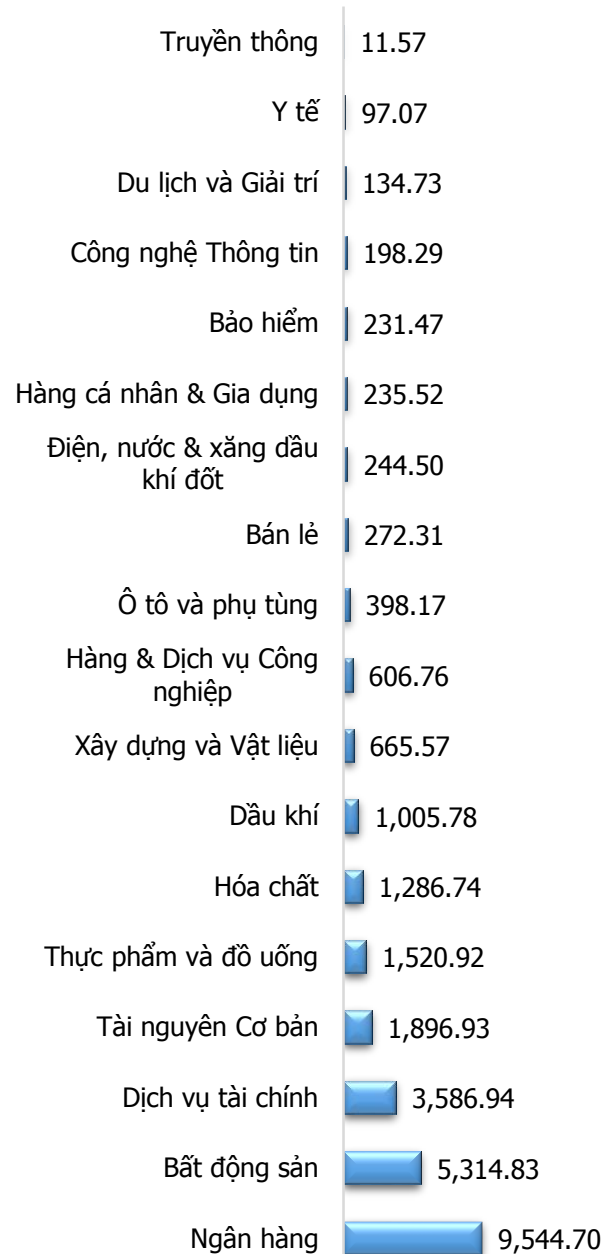 Truyền thông 11.57
Y tế 97.07
Du lịch và Giải trí 134.73
Công nghệ Thông tin 198.29
Bảo hiểm 231.47
Hàng cá nhân & Gia dụng 235.52
Điện, nước & xăng dầu
khí đốt 244.50
Bán lẻ 272.31
Ô tô và phụ tùng 398.17
Hàng & Dịch vụ Công
nghiệp 606.76
Xây dựng và Vật liệu 665.57
Dầu khí 1,005.78
Hóa chất 1,286.74
Thực phẩm và đồ uống 1,520.92
Tài nguyên Cơ bản 1,896.93
Dịch vụ tài chính 3,586.94
Bất động sản 5,314.83
Ngân hàng 9,544.70